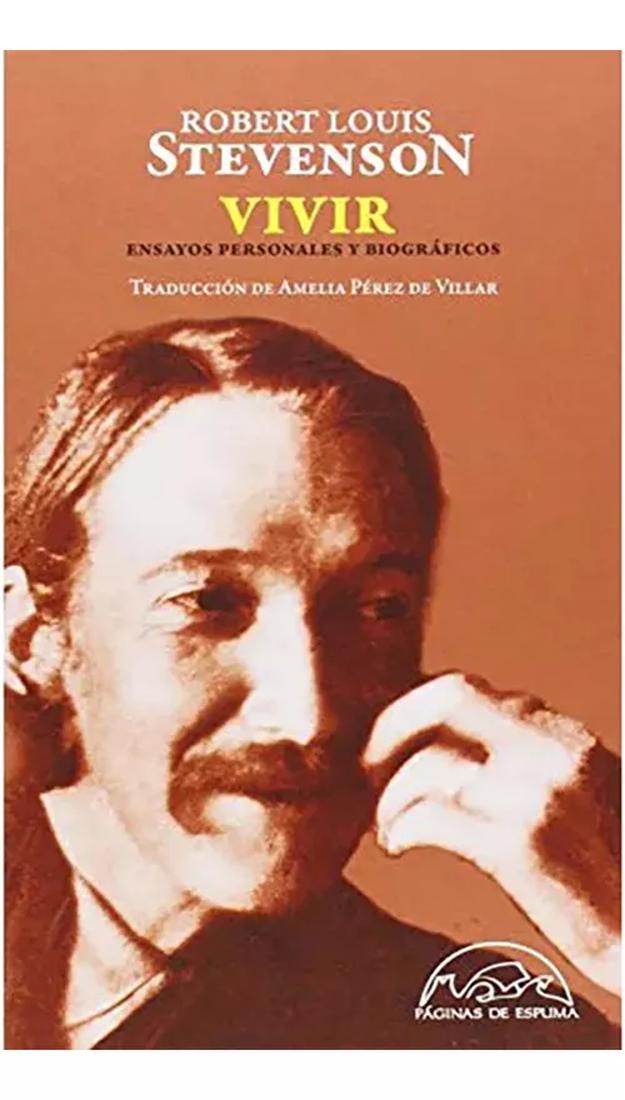 ROBERT LOUIS
STEVENSON
VIVIR
ENSAYOS PERSONALES Y BIOGRÁFICOS
TRADUCCIÓN DE AMELIA PÉREZ DE VILLAR
PÁGINAS DE ESPUMA